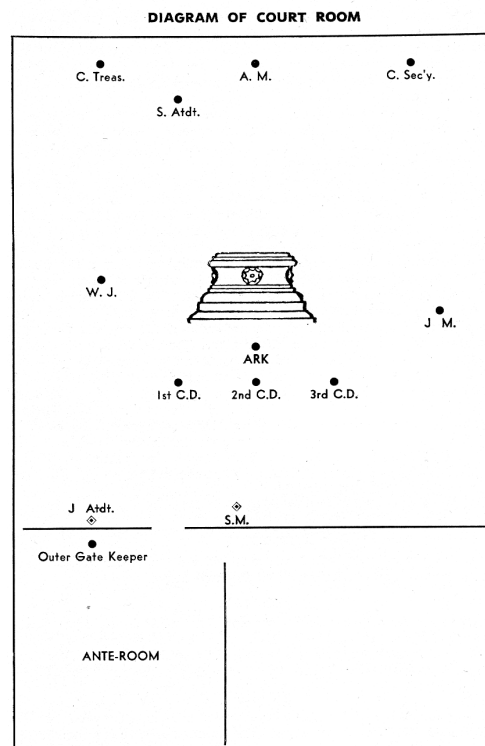 DIAGRAM OF COURT ROOM
C. Treas.
A. M.
C. Sec'y.
S. Atdt.
W. J.
J M.
ARK
1st C.D.
2nd C.D.
3rd C.D.
J Atdt.
S.M.
Outer Gate Keeper
ANTE-ROOM